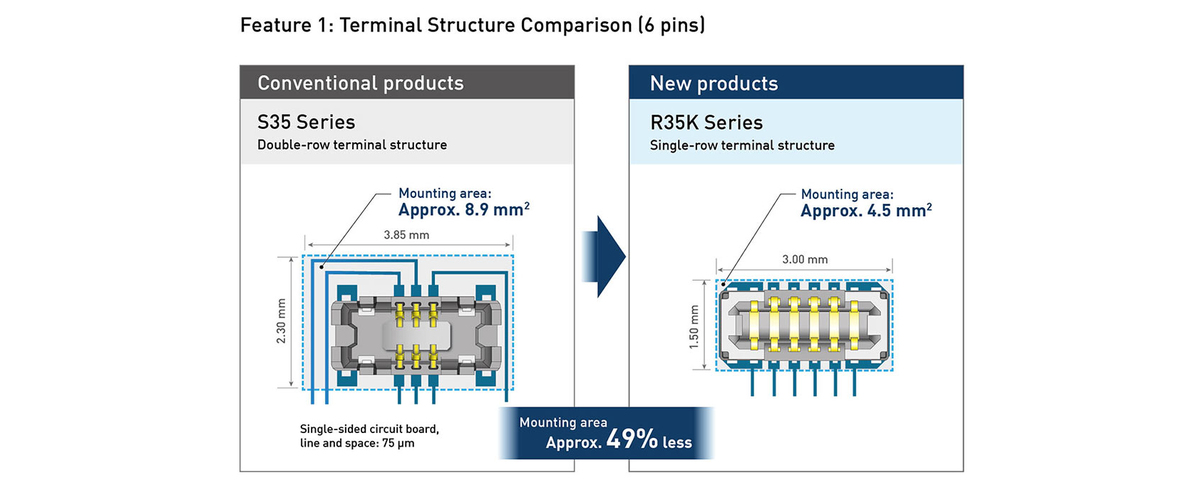 Feature 1: Terminal Structure Comparison (6 pins)
Conventional products
S35 Series
Double-row terminal structure
Mounting area:
Approx. 8.9 mm²
3.85 mm
2.30 mm
Single-sided circuit board,
line and space: 75 μm
New products
R35K Series
Single-row terminal structure
Mounting area:
Approx. 4.5 mm²
3.00 mm
1.50 mm
Mounting area
Approx. 49% less